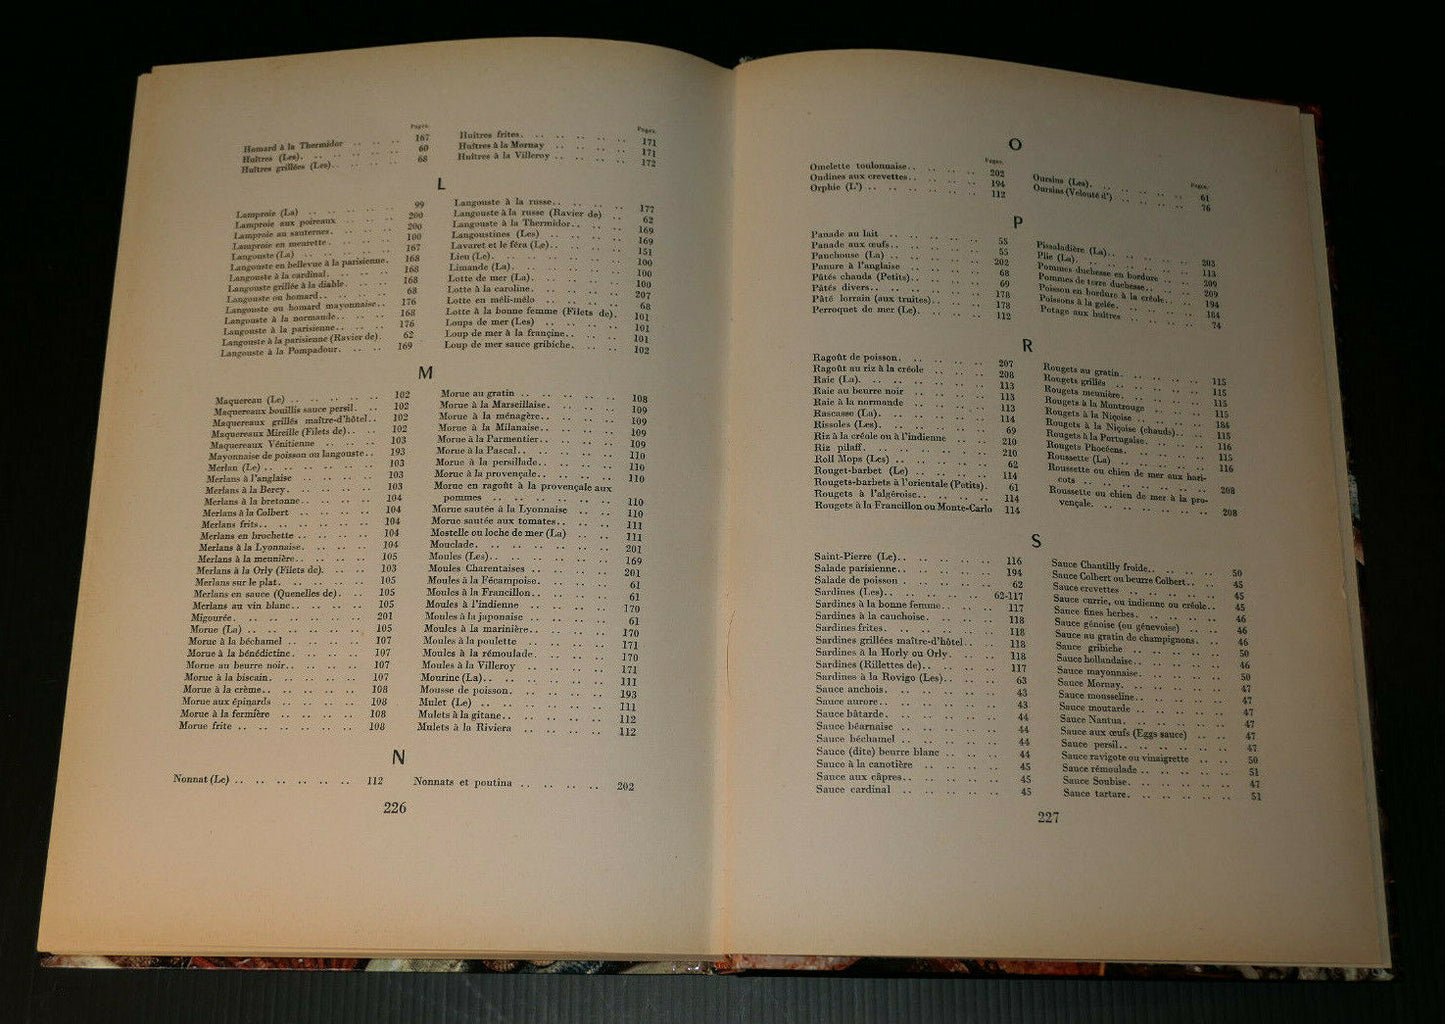 Pages.
Homard à la Thermidor .. .. .. 167
Huîtres (Les). .. .. .. .. .. 60
Huîtres grillées (Les).. .. .. .. 68
Pages.
Huîtres frites. .. .. .. .. .. 171
Huîtres à la Mornay .. .. .. .. 171
Huîtres à la Villeroy .. .. .. .. 172
L
Lamproie (La) .. .. .. .. .. 99
Lamproie aux poireaux .. .. .. 200
Lamproie au sauternes .. .. .. 200
Lamproie en meurette. .. .. .. 100
Langouste (La) .. .. .. .. .. 167
Langouste en bellevue à la parisienne. 168
Langouste à la cardinal. .. .. .. 168
Langouste grillée à la diable. .. .. 168
Langouste ou homard.. .. .. .. 68
Langouste ou homard mayonnaise.. 176
Langouste à la normande.. .. .. 168
Langouste à la parisienne.. .. .. 176
Langouste à la parisienne (Ravier de). 62
Langouste à la Pompadour. .. .. 169
Langouste à la russe.. .. .. .. 177
Langouste à la russe (Ravier de) .. 62
Langouste à la Thermidor.. .. .. 169
Langoustines (Les) .. .. .. .. 169
Lavaret et le féra (Le).. .. .. .. 151
Lieu (Le). .. .. .. .. .. .. 100
Limande (La). .. .. .. .. .. 100
Lotte de mer (La). .. .. .. .. 100
Lotte à la caroline. .. .. .. .. 207
Lotte en méli-mélo .. .. .. .. 68
Lotte à la bonne femme (Filets de). 101
Loups de mer (Les) .. .. .. .. 101
Loup de mer à la françine.. .. .. 101
Loup de mer sauce gribiche. .. .. 102
M
Maquereau (Le) .. .. .. .. .. 102
Maquereaux bouillis sauce persil. .. 102
Maquereaux grillés maître-d'hôtel.. 102
Maquereaux Mireille (Filets de).. .. 102
Maquereaux Vénitienne .. .. .. 103
Mayonnaise de poisson ou langouste.. 193
Merlan (Le) .. .. .. .. .. .. 103
Merlans à l'anglaise .. .. .. .. 103
Merlans à la Bercy. .. .. .. .. 103
Merlans à la bretonne.. .. .. .. 104
Merlans à la Colbert .. .. .. .. 104
Merlans frits.. .. .. .. .. .. 104
Merlans en brochette .. .. .. .. 104
Merlans à la Lyonnaise. .. .. .. 104
Merlans à la meunière.. .. .. .. 105
Merlans à la Orly (Filets de). .. .. 103
Merlans sur le plat. .. .. .. .. 105
Merlans en sauce (Quenelles de). .. 105
Merlans au vin blanc.. .. .. .. 105
Migourée. .. .. .. .. .. .. 201
Morue (La) .. .. .. .. .. .. 105
Morue à la béchamel .. .. .. .. 107
Morue à la bénédictine .. .. .. 107
Morue au beurre noir.. .. .. .. 107
Morue à la biscain .. .. .. .. 107
Morue à la crème.. .. .. .. .. 108
Morue aux épinards .. .. .. .. 108
Morue à la fermière .. .. .. .. 108
Morue frite .. .. .. .. .. .. 108
Morue au gratin .. .. .. .. .. 108
Morue à la Marseillaise. .. .. .. 109
Morue à la ménagère.. .. .. .. 109
Morue à la Milanaise.. .. .. .. 109
Morue à la Parmentier. .. .. .. 109
Morue à la Pascal.. .. .. .. .. 110
Morue à la persillade.. .. .. .. 110
Morue à la provençale.. .. .. .. 110
Morue en ragoût à la provençale aux
pommes .. .. .. .. .. .. 110
Morue sautée à la Lyonnaise .. .. 110
Morue sautée aux tomates.. .. .. 111
Mostelle ou loche de mer (La) .. .. 111
Mouclade.. .. .. .. .. .. .. 201
Moules (Les).. .. .. .. .. .. 169
Moules Charentaises .. .. .. .. 201
Moules à la Fécampoise. .. .. .. 61
Moules à la Francillon.. .. .. .. 61
Moules à l'indienne .. .. .. .. 170
Moules à la japonaise .. .. .. .. 61
Moules à la marinière.. .. .. .. 170
Moules à la poulette .. .. .. .. 171
Moules à la rémoulade.. .. .. .. 170
Moules à la Villeroy .. .. .. .. 171
Mourine (La).. .. .. .. .. .. 111
Mousse de poisson. .. .. .. .. 193
Mulet (Le) .. .. .. .. .. .. 111
Mulets à la gitane.. .. .. .. .. 112
Mulets à la Riviera .. .. .. .. 112
N
Nonnat (Le) .. .. .. .. .. .. 112
Nonnats et poutina .. .. .. .. 202
226
O
Pages.
Omelette toulonnaise.. .. .. .. 202
Ondines aux crevettes.. .. .. .. 194
Orphie (L') .. .. .. .. .. .. 112
Pages.
Oursins (Les). .. .. .. .. .. 61
Oursins (Velouté d') .. .. .. .. 76
P
Panade au lait .. .. .. .. .. 55
Panade aux œufs.. .. .. .. .. 55
Pauchouse (La) .. .. .. .. .. 202
Panure à l'anglaise .. .. .. .. 68
Pâtés chauds (Petits). .. .. .. .. 69
Pâtés divers.. .. .. .. .. .. 178
Pâté lorrain (aux truites).. .. .. 178
Perroquet de mer (Le). .. .. .. 112
Pissaladière (La).. .. .. .. .. 203
Plie (La). .. .. .. .. .. .. 113
Pommes duchesse en bordure .. .. 209
Pommes de terre duchesse.. .. .. 209
Poisson en bordure à la créole.. .. 194
Poissons à la gelée. .. .. .. .. 184
Potage aux huîtres .. .. .. .. 74
R
Ragoût de poisson. .. .. .. .. 207
Ragoût au riz à la créole .. .. .. 208
Raie (La). .. .. .. .. .. .. 113
Raie au beurre noir .. .. .. .. 113
Raie à la normande .. .. .. .. 113
Rascasse (La). .. .. .. .. .. 114
Rissoles (Les). .. .. .. .. .. 69
Riz à la créole ou à l'indienne .. .. 210
Riz pilaff .. .. .. .. .. .. 210
Roll Mops (Les) .. .. .. .. .. 62
Rouget-barbet (Le) .. .. .. .. 114
Rougets-barbets à l'orientale (Petits). 61
Rougets à l'algéroise.. .. .. .. 114
Rougets à la Francillon ou Monte-Carlo 114
Rougets au gratin. .. .. .. .. 115
Rougets grillés .. .. .. .. .. 115
Rougets meunière. .. .. .. .. 115
Rougets à la Montrouge .. .. .. 115
Rougets à la Niçoise .. .. .. .. 184
Rougets à la Niçoise (chauds).. .. 115
Rougets à la Portugaise. .. .. .. 115
Rougets Phocéens. .. .. .. .. 115
Roussette (La) .. .. .. .. .. 116
Roussette ou chien de mer aux hari-
cots .. .. .. .. .. .. .. 208
Roussette ou chien de mer à la pro-
vençale. .. .. .. .. .. .. 208
S
Saint-Pierre (Le).. .. .. .. .. 116
Salade parisienne.. .. .. .. .. 194
Salade de poisson . .. .. .. .. 62
Sardines (Les).. .. .. .. .. 62-117
Sardines à la bonne femme.. .. .. 117
Sardines à la cauchoise .. .. .. 118
Sardines frites. .. .. .. .. .. 118
Sardines grillées maître-d'hôtel.. .. 118
Sardines à la Horly ou Orly. .. .. 118
Sardines (Rillettes de).. .. .. .. 117
Sardines à la Rovigo (Les).. .. .. 63
Sauce anchois. .. .. .. .. .. 43
Sauce aurore.. .. .. .. .. .. 43
Sauce bâtarde. .. .. .. .. .. 44
Sauce béarnaise .. .. .. .. .. 44
Sauce béchamel .. .. .. .. .. 44
Sauce (dite) beurre blanc .. .. .. 44
Sauce à la canotière .. .. .. .. 45
Sauce aux câpres.. .. .. .. .. 45
Sauce cardinal .. .. .. .. .. 45
Sauce Chantilly froide.. .. .. .. 50
Sauce Colbert ou beurre Colbert.. .. 45
Sauce crevettes .. .. .. .. .. 45
Sauce currie, ou indienne ou créole.. 45
Sauce fines herbes .. .. .. .. 46
Sauce génoise (ou génevoise) .. .. 46
Sauce au gratin de champignons. .. 46
Sauce gribiche .. .. .. .. .. 50
Sauce hollandaise.. .. .. .. .. 46
Sauce mayonnaise. .. .. .. .. 50
Sauce Mornay. .. .. .. .. .. 47
Sauce mousseline.. .. .. .. .. 47
Sauce moutarde .. .. .. .. .. 47
Sauce Nantua. .. .. .. .. .. 47
Sauce aux œufs (Eggs sauce) .. .. 47
Sauce persil.. .. .. .. .. .. 47
Sauce ravigote ou vinaigrette .. .. 50
Sauce rémoulade .. .. .. .. .. 51
Sauce Soubise. .. .. .. .. .. 47
Sauce tartare. .. .. .. .. .. 51
227